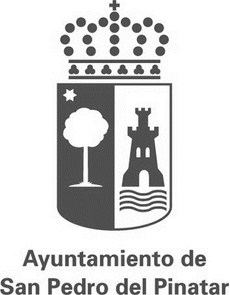 Ayuntamiento de
San Pedro del Pinatar